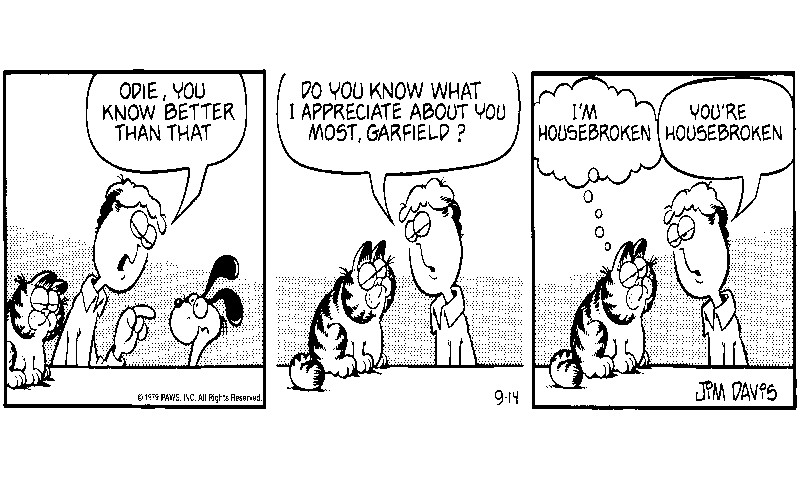 ODIE, YOU
KNOW BETTER
THAN THAT
© 1979 PAWS, INC. All Rights Reserved.
DO YOU KNOW WHAT
I APPRECIATE ABOUT YOU
MOST, GARFIELD?
9-14
I'M
HOUSEBROKEN
YOU'RE
HOUSEBROKEN
JIM DAVIS